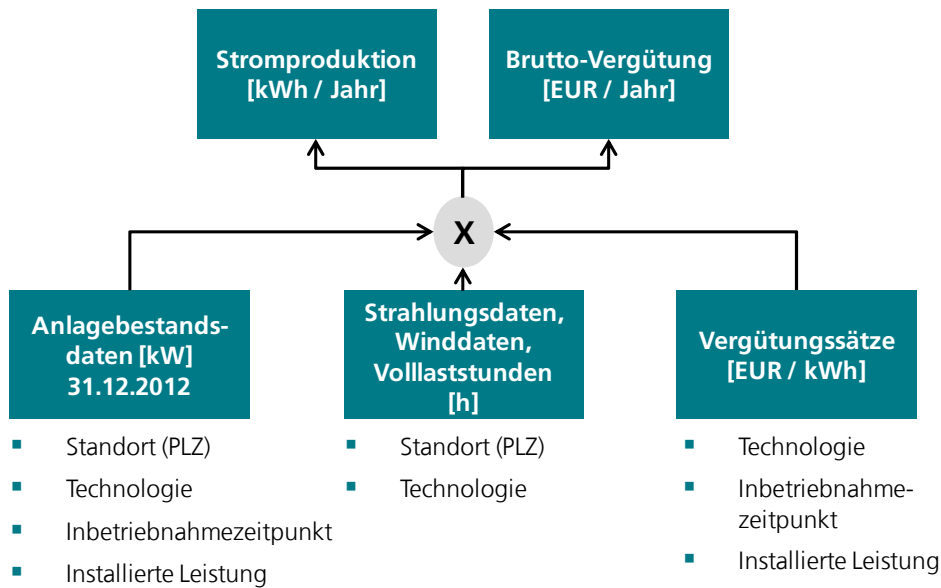 Stromproduktion
[kWh / Jahr]
Brutto-Vergütung
[EUR / Jahr]
X
Anlagebestands-
daten [kW]
31.12.2012
Strahlungsdaten,
Winddaten,
Volllaststunden
[h]
Vergütungssätze
[EUR / kWh]
Standort (PLZ)
Technologie
Inbetriebnahmezeitpunkt
Installierte Leistung
Standort (PLZ)
Technologie
Technologie
Inbetriebnahme-
zeitpunkt
Installierte Leistung